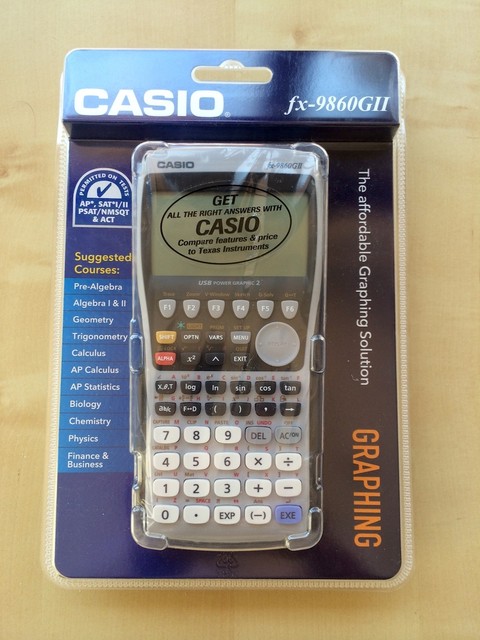 CASIO®
fx-9860GII
PERMITTED ON TESTS
AP*, SAT*I/II
PSAT/NMSQT
& ACT
Suggested
Courses:
Pre-Algebra
Algebra I & II
Geometry
Trigonometry
Calculus
AP Calculus
AP Statistics
Biology
Chemistry
Physics
Finance &
Business
CASIO
fx-9860GII
GET
ALL THE RIGHT ANSWERS WITH
CASIO
Compare features & price
to Texas Instruments
USB POWER GRAPHIC 2
F1 F2 F3 F4 F5 F6
SHIFT OPTN VARS MENU
ALPHA x² ^ EXIT
X,θ,T log ln sin cos tan
F↔D ( ) , →
7 8 9 DEL AC/ON
4 5 6 × ÷
1 2 3 + −
0 . EXP (−) EXE
The affordable Graphing Solution
GRAPHING